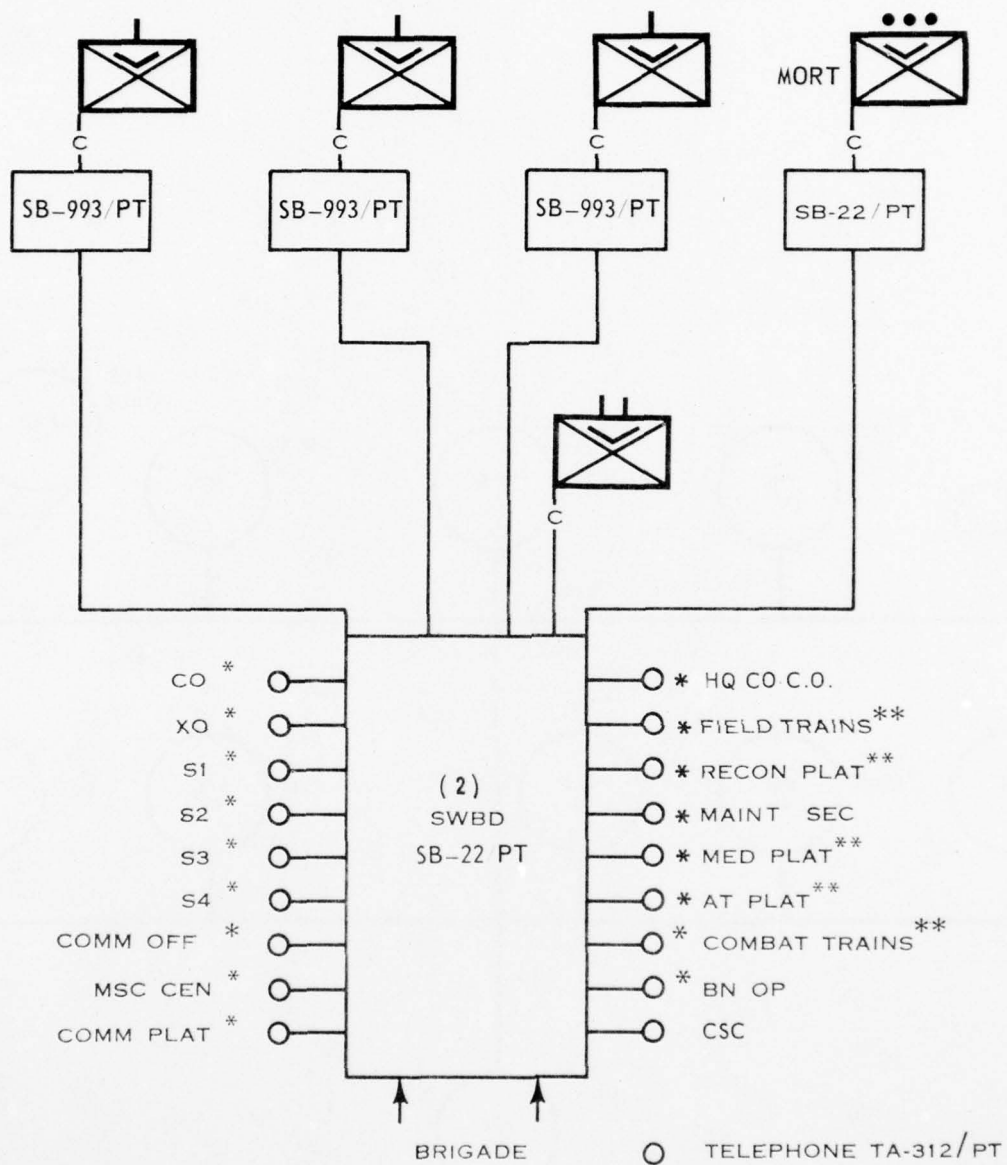 MORT
C C C C
SB-993/PT SB-993/PT SB-993/PT SB-22/PT
C
CO * * HQ CO C.O.
XO * * FIELD TRAINS**
S1 * * RECON PLAT**
S2 * * MAINT SEC
S3 * * MED PLAT**
S4 * * AT PLAT**
COMM OFF * * COMBAT TRAINS**
MSC CEN * * BN OP
COMM PLAT * CSC
(2)
SWBD
SB-22 PT
BRIGADE
TELEPHONE TA-312/PT